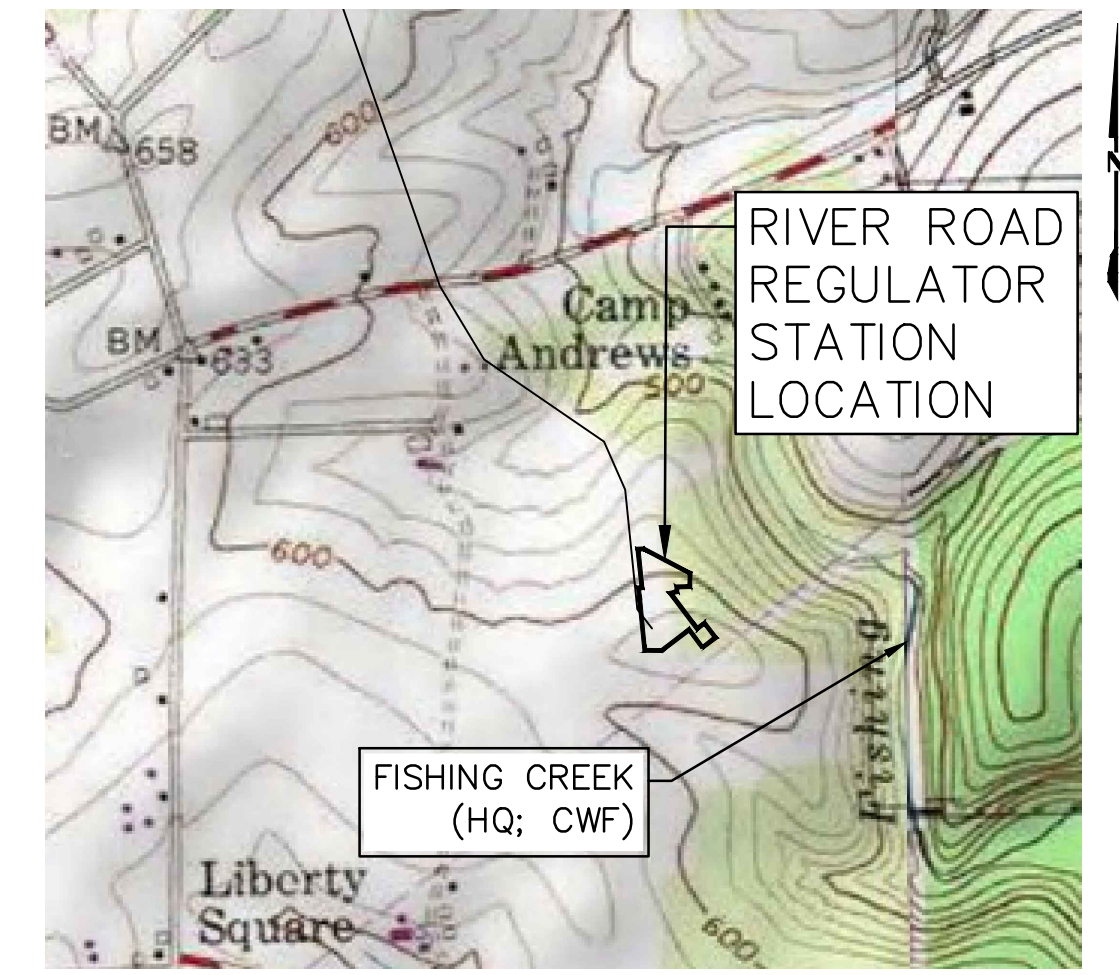 600
BM
658
N
RIVER ROAD
REGULATOR
STATION
LOCATION
Camp
Andrews
BM
633
500
600
Fishing
FISHING CREEK
(HQ; CWF)
Liberty
Square
600